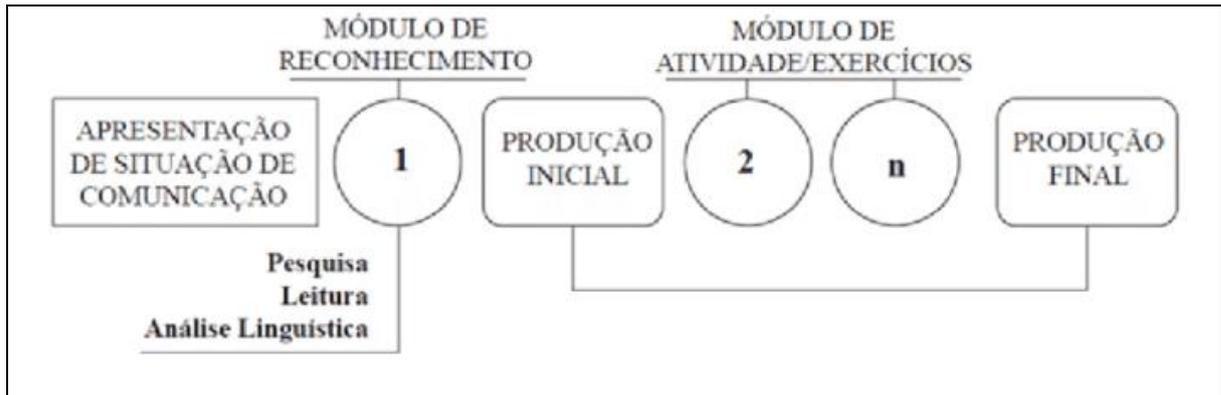 MÓDULO DE
RECONHECIMENTO
MÓDULO DE
ATIVIDADE/EXERCÍCIOS
APRESENTAÇÃO
DE SITUAÇÃO DE
COMUNICAÇÃO
1
PRODUÇÃO
INICIAL
2
n
PRODUÇÃO
FINAL
Pesquisa
Leitura
Análise Linguística